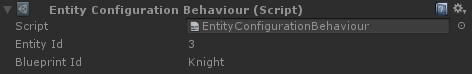 Entity Configuration Behaviour (Script)
Script EntityConfigurationBehaviour
Entity Id 3
Blueprint Id Knight